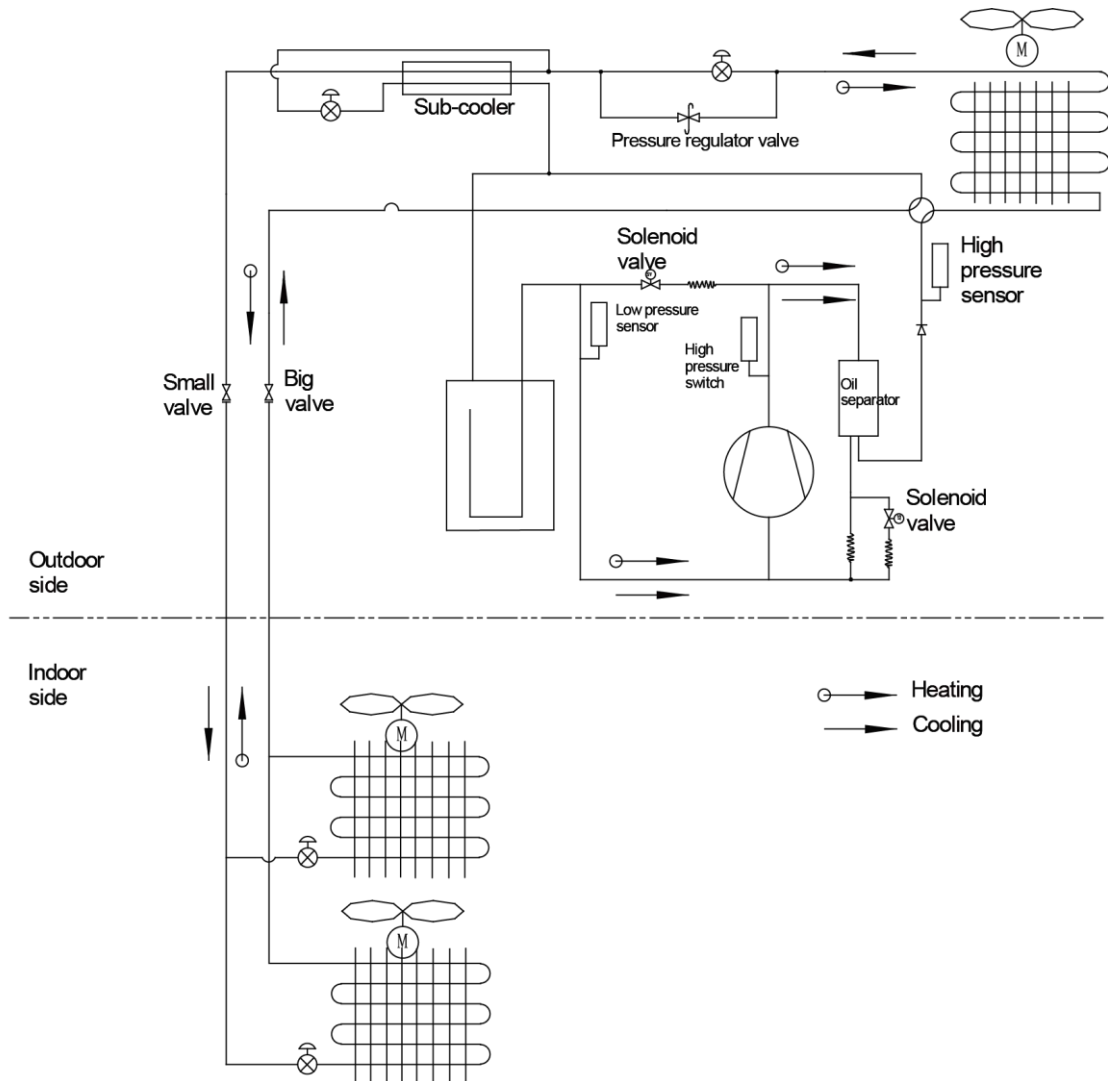 M
Sub-cooler
Pressure regulator valve
Solenoid
valve
High
pressure
sensor
Low pressure
sensor
High
pressure
switch
Small
valve
Big
valve
Oil
separator
Solenoid
valve
Outdoor
side
Indoor
side
Heating
Cooling
M
M